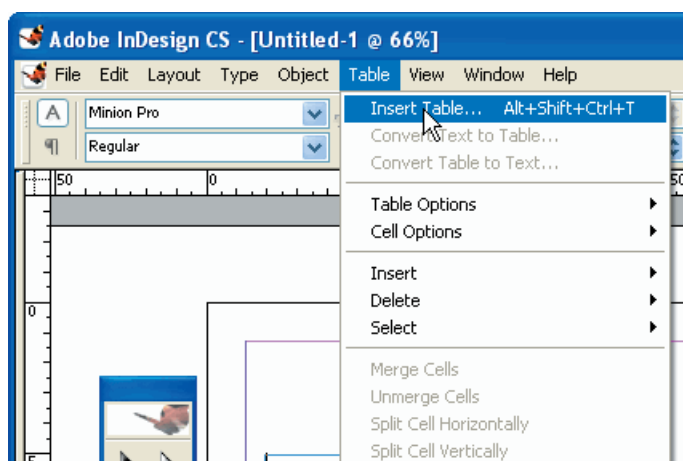 Adobe InDesign CS - [Untitled-1 @ 66%]
File Edit Layout Type Object Table View Window Help
A Minion Pro
Regular
Insert Table... Alt+Shift+Ctrl+T
Convert Text to Table...
Convert Table to Text...
50 0
Table Options
Cell Options
Insert
Delete
Select
0
Merge Cells
Unmerge Cells
Split Cell Horizontally
Split Cell Vertically